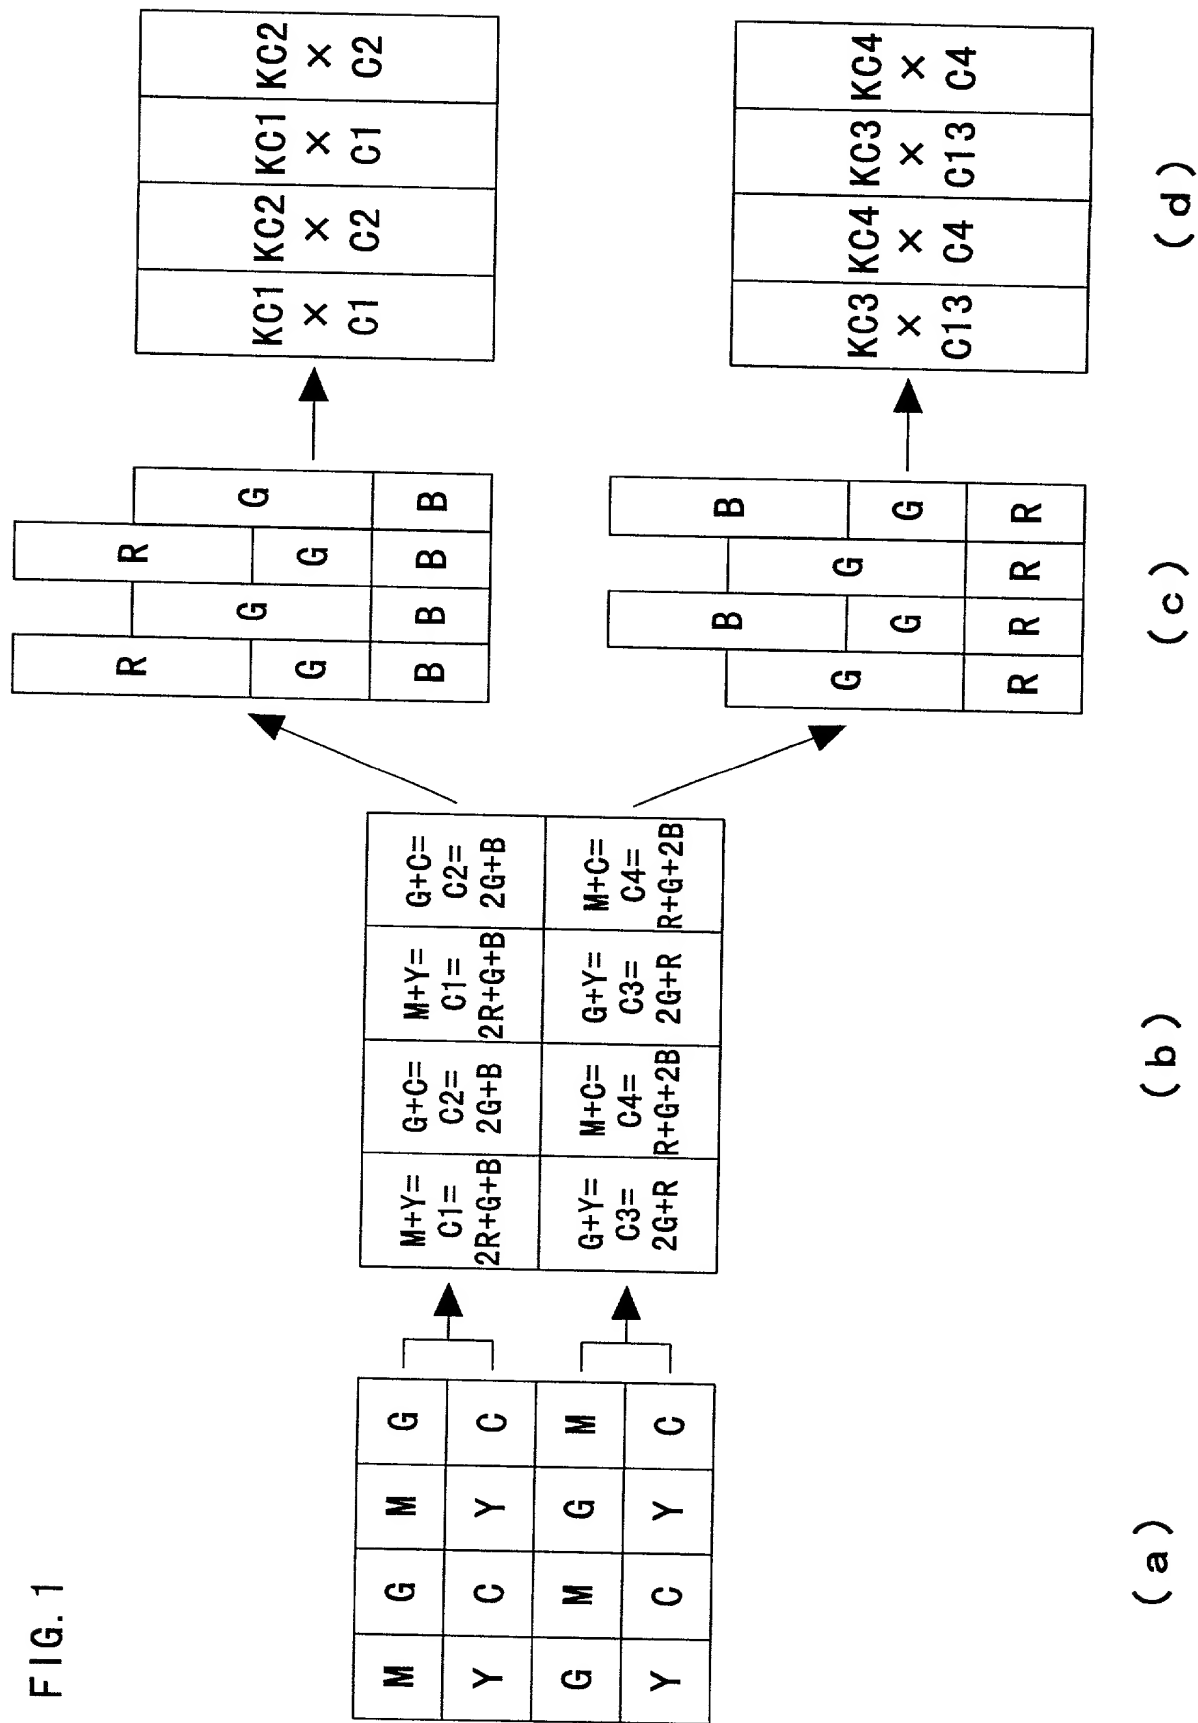 FIG. 1
M G M G
Y C Y C
G M G M
Y C Y C
(a)
M+Y= G+C= M+Y= G+C=
C1= C2= C1= C2=
2R+G+B 2G+B 2R+G+B 2G+B
G+Y= M+C= G+Y= M+C=
C3= C4= C3= C4=
2G+R R+G+2B 2G+R R+G+2B
(b)
R R
G G G G
B B B B
B B
G G G G
R R R R
(c)
KC1 KC2 KC1 KC2
× × × ×
C1 C2 C1 C2
KC3 KC4 KC3 KC4
× × × ×
C13 C4 C13 C4
(d)